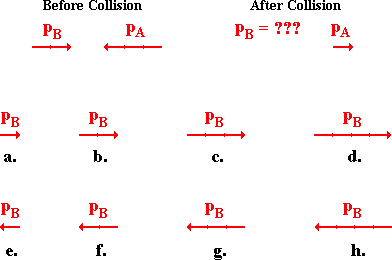 Before Collision After Collision
pB pA pB = ??? pA
pB pB pB pB
a. b. c. d.
pB pB pB pB
e. f. g. h.